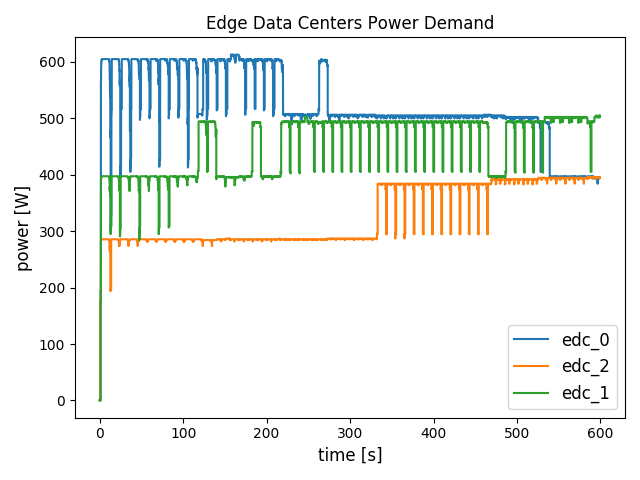 Edge Data Centers Power Demand
power [W]
600
500
400
300
200
100
0
0 100 200 300 400 500 600
time [s]
edc_0
edc_2
edc_1